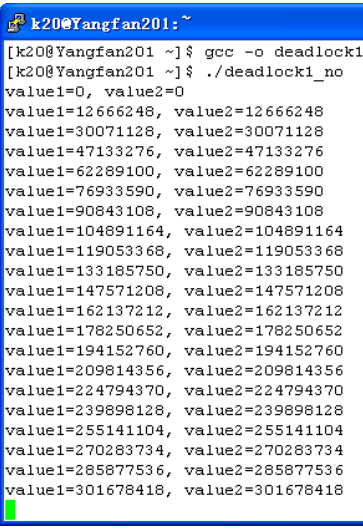 k20@Yangfan201:~
[k20@Yangfan201 ~]$ gcc -o deadlock1
[k20@Yangfan201 ~]$ ./deadlock1_no
value1=0, value2=0
value1=12666248, value2=12666248
value1=30071128, value2=30071128
value1=47133276, value2=47133276
value1=62289100, value2=62289100
value1=76933590, value2=76933590
value1=90843108, value2=90843108
value1=104891164, value2=104891164
value1=119053368, value2=119053368
value1=133185750, value2=133185750
value1=147571208, value2=147571208
value1=162137212, value2=162137212
value1=178250652, value2=178250652
value1=194152760, value2=194152760
value1=209814356, value2=209814356
value1=224794370, value2=224794370
value1=239898128, value2=239898128
value1=255141104, value2=255141104
value1=270283734, value2=270283734
value1=285877536, value2=285877536
value1=301678418, value2=301678418